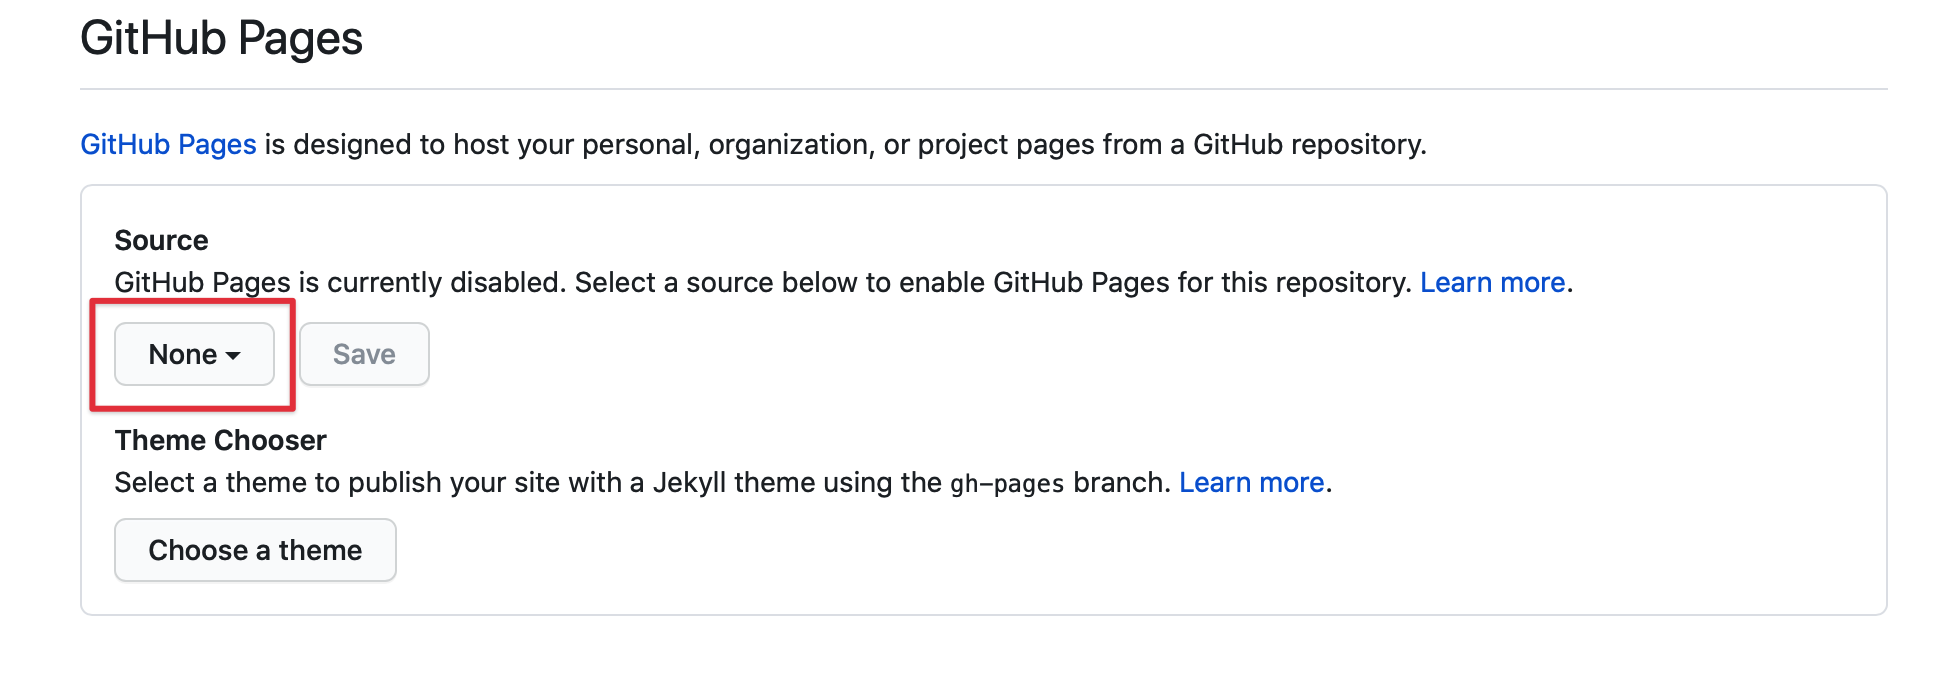 GitHub Pages
GitHub Pages is designed to host your personal, organization, or project pages from a GitHub repository.
Source
GitHub Pages is currently disabled. Select a source below to enable GitHub Pages for this repository. Learn more.
None Save
Theme Chooser
Select a theme to publish your site with a Jekyll theme using the gh-pages branch. Learn more.
Choose a theme